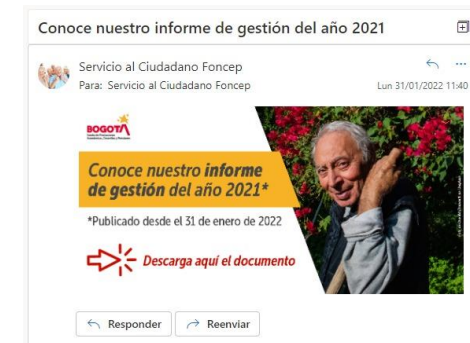 Conoce nuestro informe de gestión del año 2021
Servicio al Ciudadano Foncep
Para: Servicio al Ciudadano Foncep
Lun 31/01/2022 11:40
BOGOTÁ
Conoce nuestro informe
de gestión del año 2021*
*Publicado desde el 31 de enero de 2022
Descarga aquí el documento
Responder
Reenviar